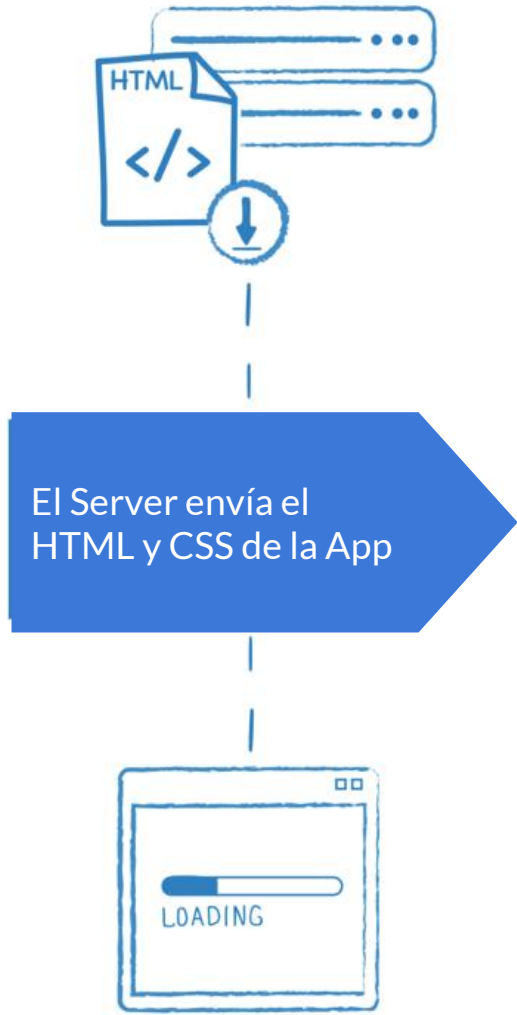 HTML
</>
El Server envía el
HTML y CSS de la App
LOADING